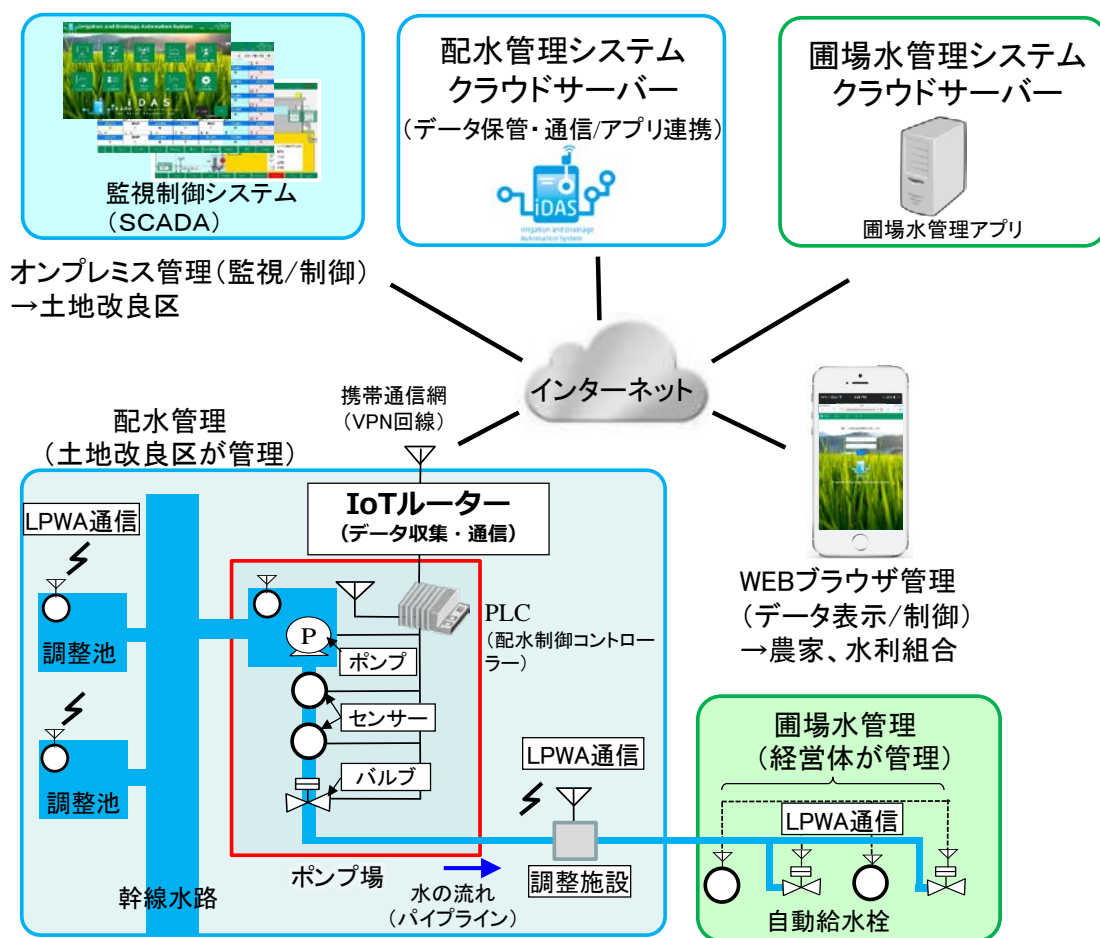 Irrigation and Drainage Automation System
iDAS
監視制御システム
(SCADA)
配水管理システム
クラウドサーバー
(データ保管・通信/アプリ連携)
iDAS
Irrigation and Drainage
Automation System
圃場水管理システム
クラウドサーバー
圃場水管理アプリ
オンプレミス管理(監視/制御)
→土地改良区
インターネット
携帯通信網
(VPN回線)
配水管理
(土地改良区が管理)
IoTルーター
(データ収集・通信)
LPWA通信
調整池
調整池
幹線水路
P
ポンプ
センサー
バルブ
PLC
(配水制御コントロー
ラー)
ポンプ場
水の流れ
(パイプライン)
LPWA通信
調整施設
WEBブラウザ管理
(データ表示/制御)
→農家、水利組合
圃場水管理
(経営体が管理)
LPWA通信
自動給水栓